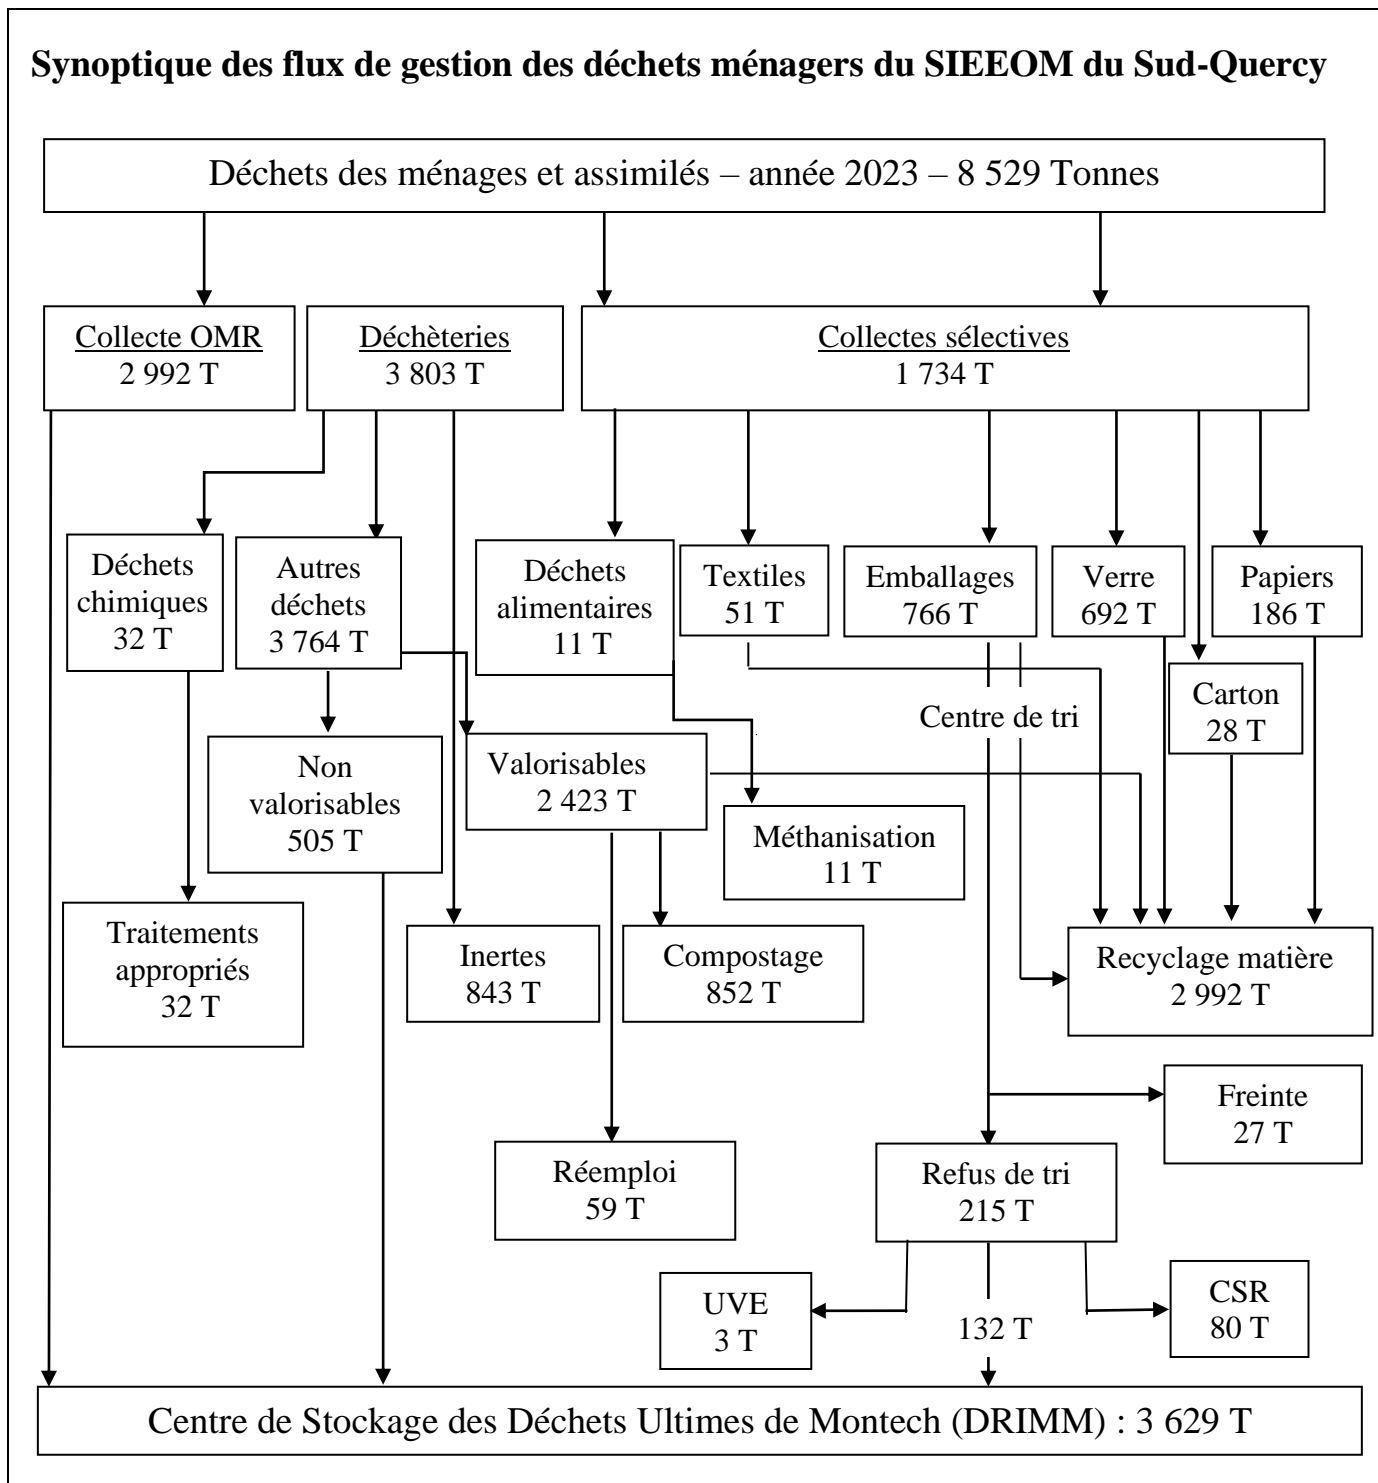 Synoptique des flux de gestion des déchets ménagers du SIEEOM du Sud-Quercy
Déchets des ménages et assimilés – année 2023 – 8 529 Tonnes
Collecte OMR
2 992 T
Déchèteries
3 803 T
Collectes sélectives
1 734 T
Déchets
chimiques
32 T
Autres
déchets
3 764 T
Déchets
alimentaires
11 T
Textiles
51 T
Emballages
766 T
Verre
692 T
Papiers
186 T
Carton
28 T
Centre de tri
Non
valorisables
505 T
Valorisables
2 423 T
Méthanisation
11 T
Traitements
appropriés
32 T
Inertes
843 T
Compostage
852 T
Recyclage matière
2 992 T
Freinte
27 T
Réemploi
59 T
Refus de tri
215 T
UVE
3 T
132 T
CSR
80 T
Centre de Stockage des Déchets Ultimes de Montech (DRIMM) : 3 629 T